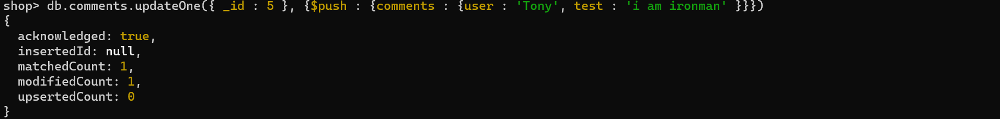 shop> db.comments.updateOne({ _id : 5 }, {$push : {comments : {user : 'Tony', test : 'i am ironman' }}})
{
  acknowledged: true,
  insertedId: null,
  matchedCount: 1,
  modifiedCount: 1,
  upsertedCount: 0
}